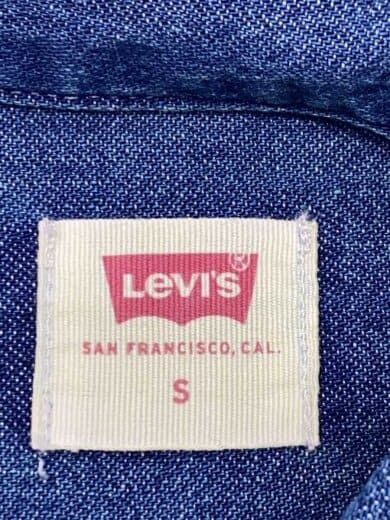 LEVI'S®
SAN FRANCISCO, CAL.
S